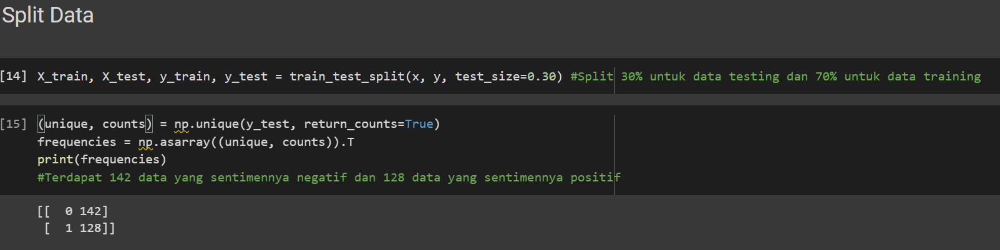 Split Data
[14] X_train, X_test, y_train, y_test = train_test_split(x, y, test_size=0.30) #Split 30% untuk data testing dan 70% untuk data training
[15] (unique, counts) = np.unique(y_test, return_counts=True)
frequencies = np.asarray((unique, counts)).T
print(frequencies)
#Terdapat 142 data yang sentimennya negatif dan 128 data yang sentimennya positif
[[  0 142]
 [  1 128]]